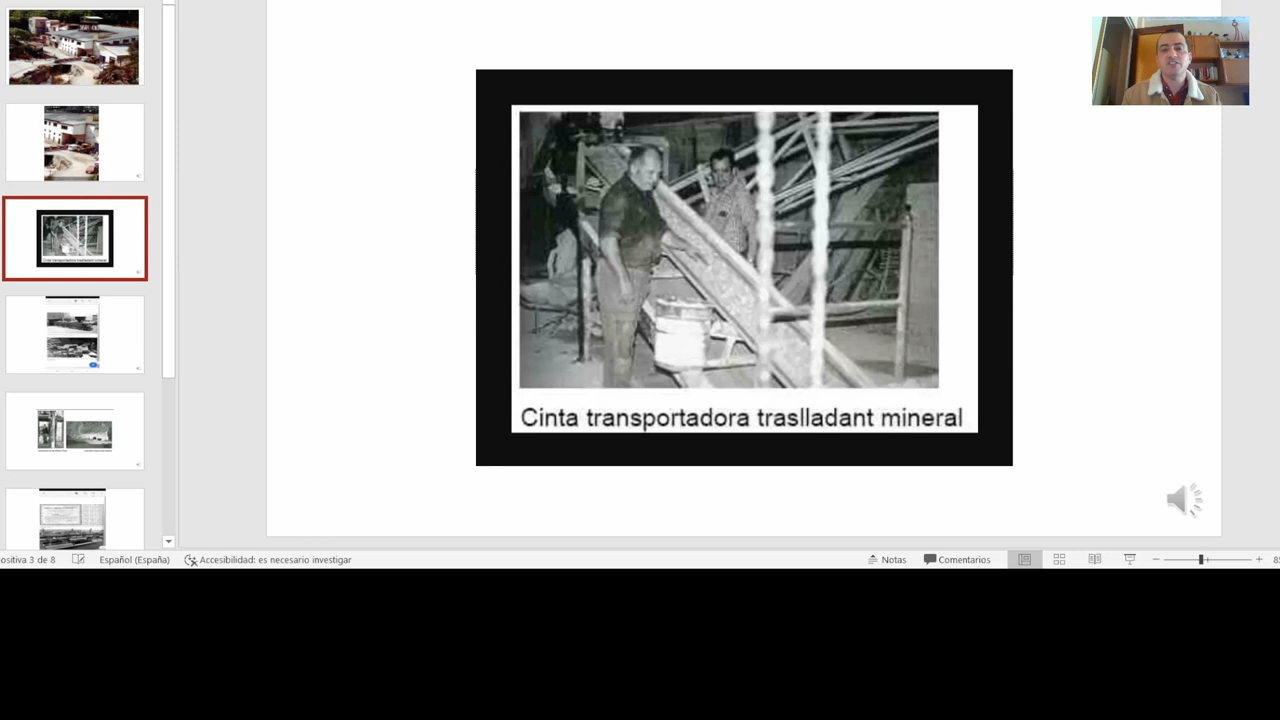 Cinta transportadora traslladant mineral
ositiva 3 de 8
Español (España)
Accesibilidad: es necesario investigar
Notas
Comentarios